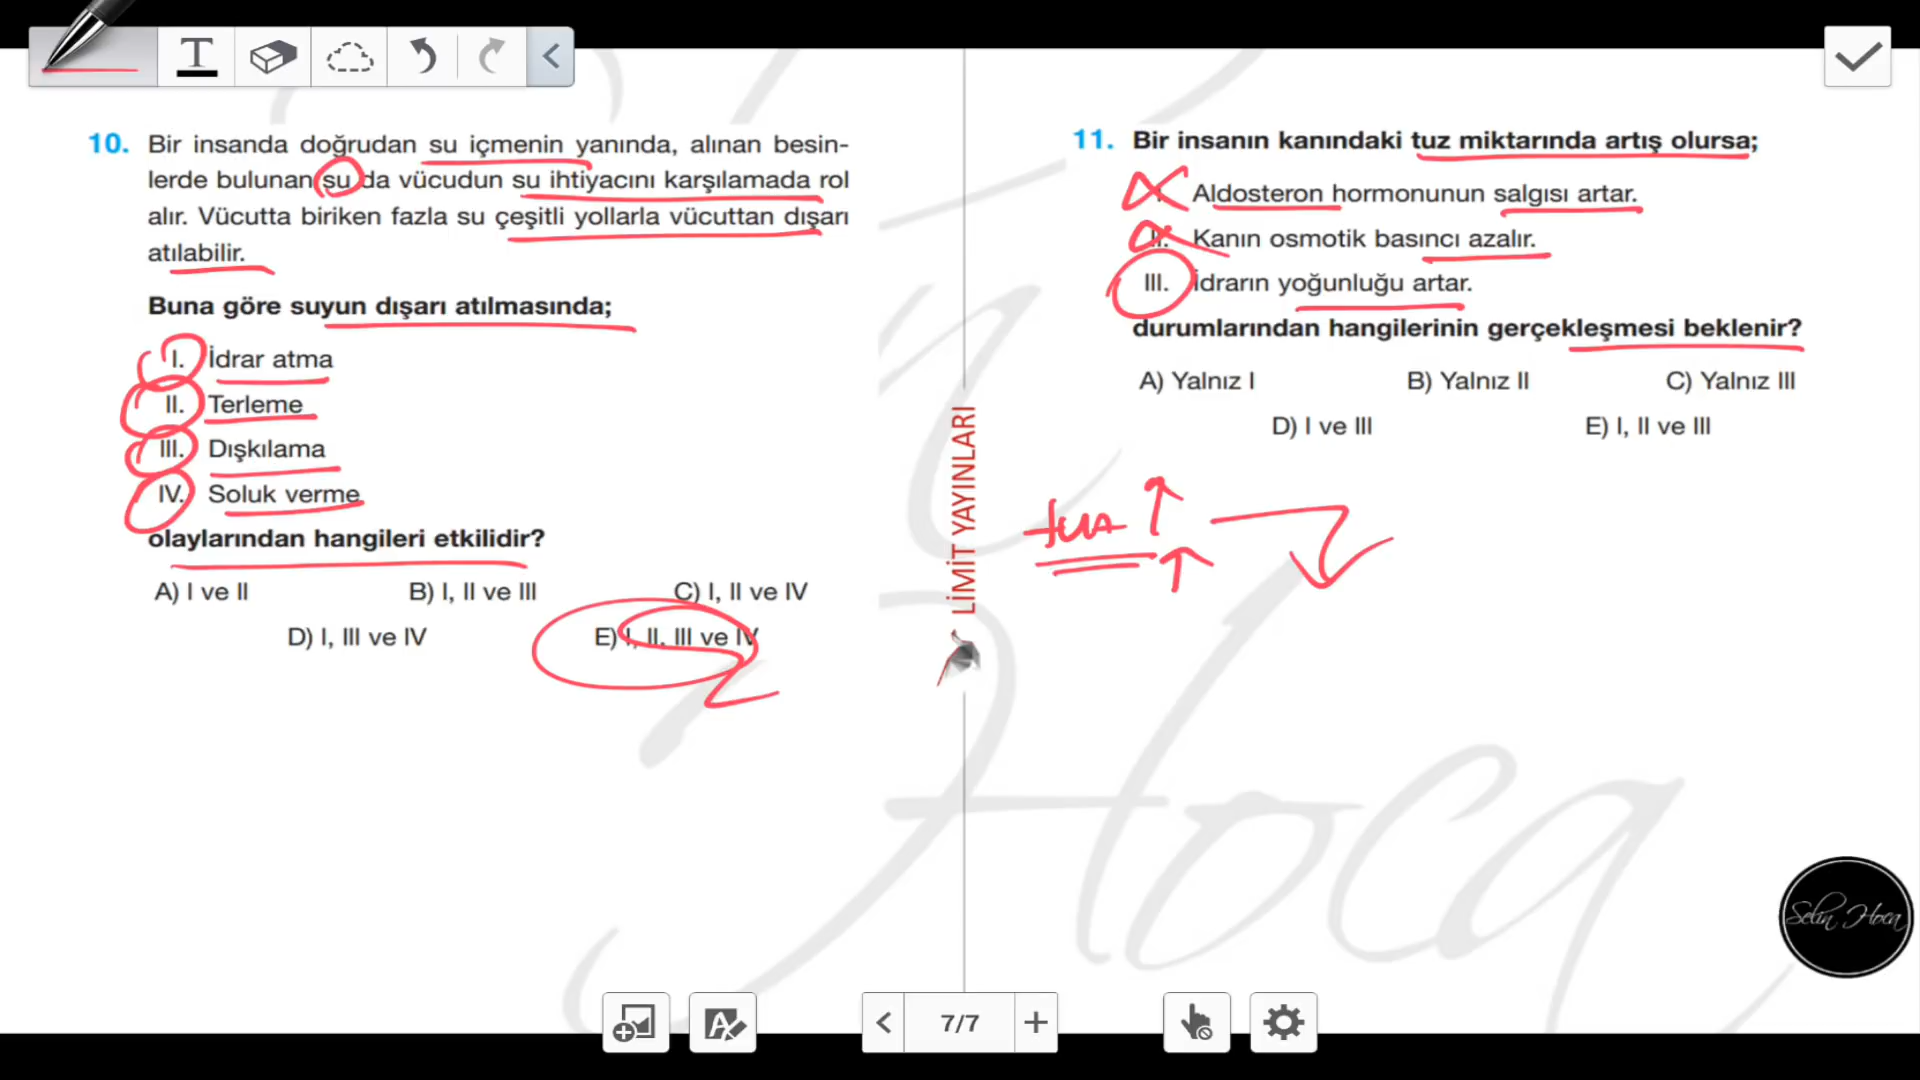 T
10. Bir insanda doğrudan su içmenin yanında, alınan besin-
lerde bulunan su da vücudun su ihtiyacını karşılamada rol
alır. Vücutta biriken fazla su çeşitli yollarla vücuttan dışarı
atılabilir.
Buna göre suyun dışarı atılmasında;
I. İdrar atma
II. Terleme
III. Dışkılama
IV. Soluk verme
olaylarından hangileri etkilidir?
A) I ve II B) I, II ve III C) I, II ve IV
D) I, III ve IV E) I, II, III ve IV
LİMİT YAYINLARI
11. Bir insanın kanındaki tuz miktarında artış olursa;
I. Aldosteron hormonunun salgısı artar.
II. Kanın osmotik basıncı azalır.
III. İdrarın yoğunluğu artar.
durumlarından hangilerinin gerçekleşmesi beklenir?
A) Yalnız I B) Yalnız II C) Yalnız III
D) I ve III E) I, II ve III
tuz
Hoca
Selin Hoca
A
7/7